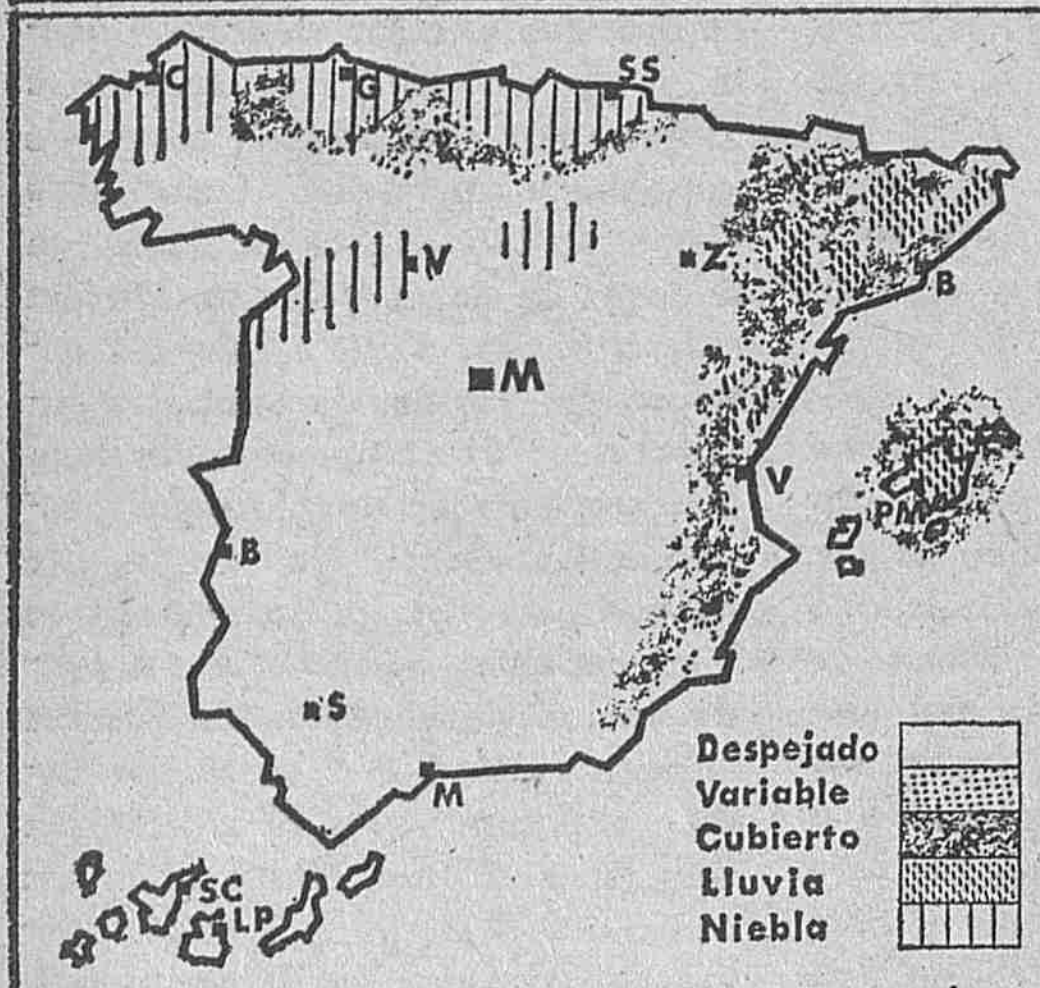 C
G
SS
V
Z
B
M
V
PM
B
S
M
SC
LP
Despejado
Variable
Cubierto
Lluvia
Niebla